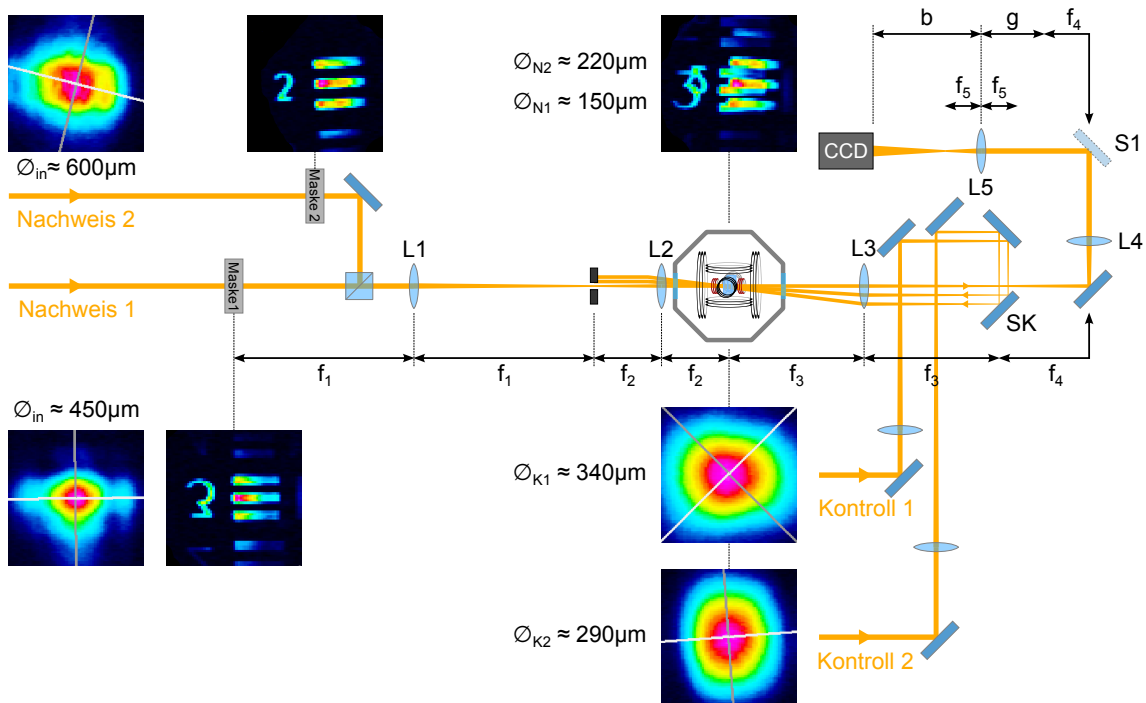 ∅in ≈ 600µm
2
∅N2 ≈ 220µm
∅N1 ≈ 150µm
b
g
f4
f5
f5
CCD
S1
L5
L4
Nachweis 2
Maske 2
Nachweis 1
Maske1
L1
L2
L3
SK
f1
f1
f2
f2
f3
f3
f4
∅in ≈ 450µm
3
∅K1 ≈ 340µm
Kontroll 1
∅K2 ≈ 290µm
Kontroll 2